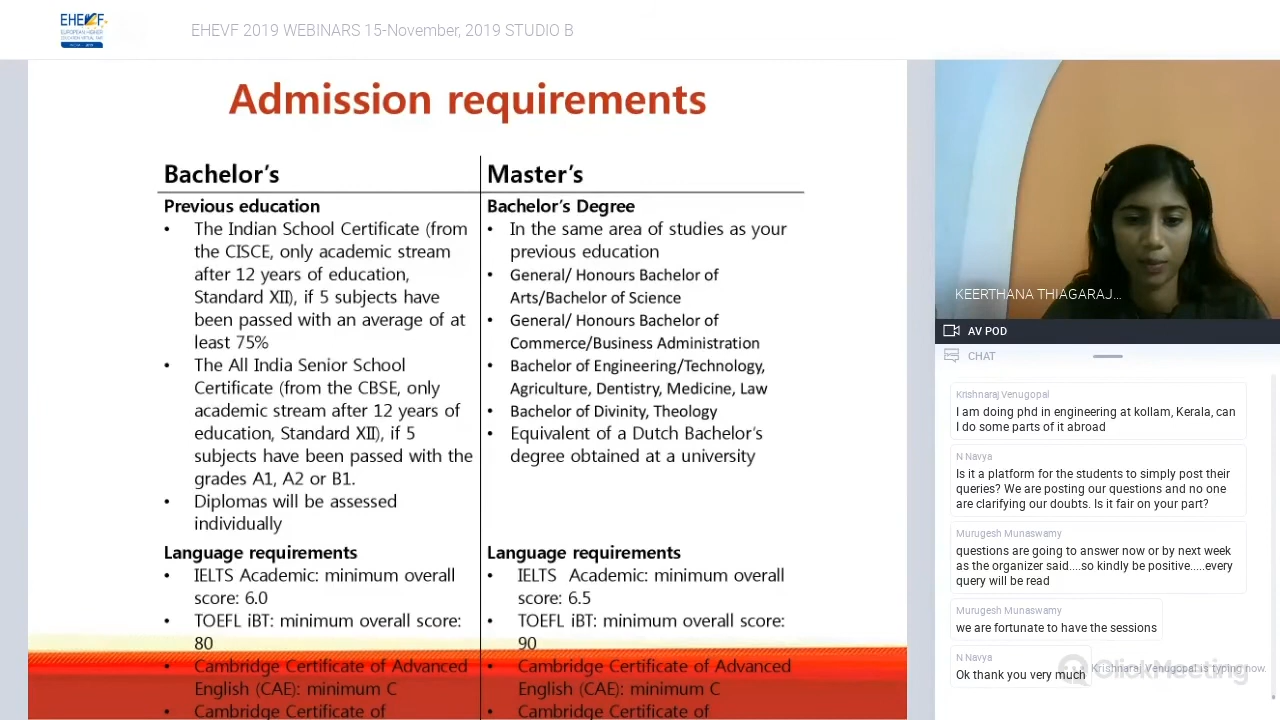 EHEVF
EUROPEAN HIGHER
EDUCATION VIRTUAL FAIR
EHEVF 2019 WEBINARS 15-November, 2019 STUDIO B
Admission requirements
Bachelor's
Previous education
• The Indian School Certificate (from
the CISCE, only academic stream
after 12 years of education,
Standard XII), if 5 subjects have
been passed with an average of at
least 75%
• The All India Senior School
Certificate (from the CBSE, only
academic stream after 12 years of
education, Standard XII), if 5
subjects have been passed with the
grades A1, A2 or B1.
• Diplomas will be assessed
individually
Language requirements
• IELTS Academic: minimum overall
score: 6.0
• TOEFL iBT: minimum overall score:
80
• Cambridge Certificate of Advanced
English (CAE): minimum C
• Cambridge Certificate of
Master's
Bachelor's Degree
• In the same area of studies as your
previous education
• General/ Honours Bachelor of
Arts/Bachelor of Science
• General/ Honours Bachelor of
Commerce/Business Administration
• Bachelor of Engineering/Technology,
Agriculture, Dentistry, Medicine, Law
• Bachelor of Divinity, Theology
• Equivalent of a Dutch Bachelor's
degree obtained at a university
Language requirements
• IELTS Academic: minimum overall
score: 6.5
• TOEFL iBT: minimum overall score:
90
• Cambridge Certificate of Advanced
English (CAE): minimum C
• Cambridge Certificate of
KEERTHANA THIAGARAJ...
AV POD
CHAT
Krishnaraj Venugopal
I am doing phd in engineering at kollam, Kerala, can
I do some parts of it abroad
N Navya
Is it a platform for the students to simply post their
queries? We are posting our questions and no one
are clarifying our doubts. Is it fair on your part?
Murugesh Munaswamy
questions are going to answer now or by next week
as the organizer said....so kindly be positive.....every
query will be read
Murugesh Munaswamy
we are fortunate to have the sessions
N Navya
Ok thank you very much
Krishnaraj Venugopal is typing now.
ClickMeeting